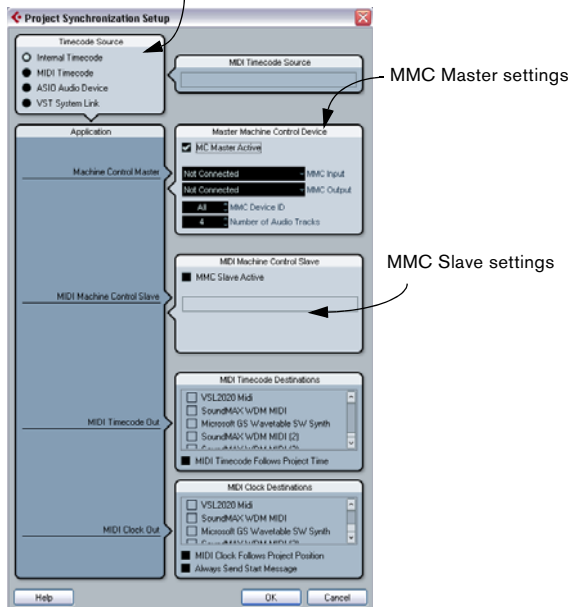 Project Synchronization Setup
Timecode Source
Internal Timecode
MIDI Timecode
ASIO Audio Device
VST System Link
MIDI Timecode Source
MMC Master settings
Application
Master Machine Control Device
MC Master Active
Machine Control Master
Not Connected
MMC Input
Not Connected
MMC Output
All
MMC Device ID
4
Number of Audio Tracks
MIDI Machine Control Slave
MMC Slave Active
MMC Slave settings
MIDI Machine Control Slave
MIDI Timecode Destinations
VSL2020 Midi
SoundMAX WDM MIDI
Microsoft GS Wavetable SW Synth
SoundMAX WDM MIDI (2)
MIDI Timecode Out
MIDI Timecode Follows Project Time
MIDI Clock Destinations
VSL2020 Midi
SoundMAX WDM MIDI
Microsoft GS Wavetable SW Synth
MIDI Clock Out
MIDI Clock Follows Project Position
Always Send Start Message
Help
OK
Cancel